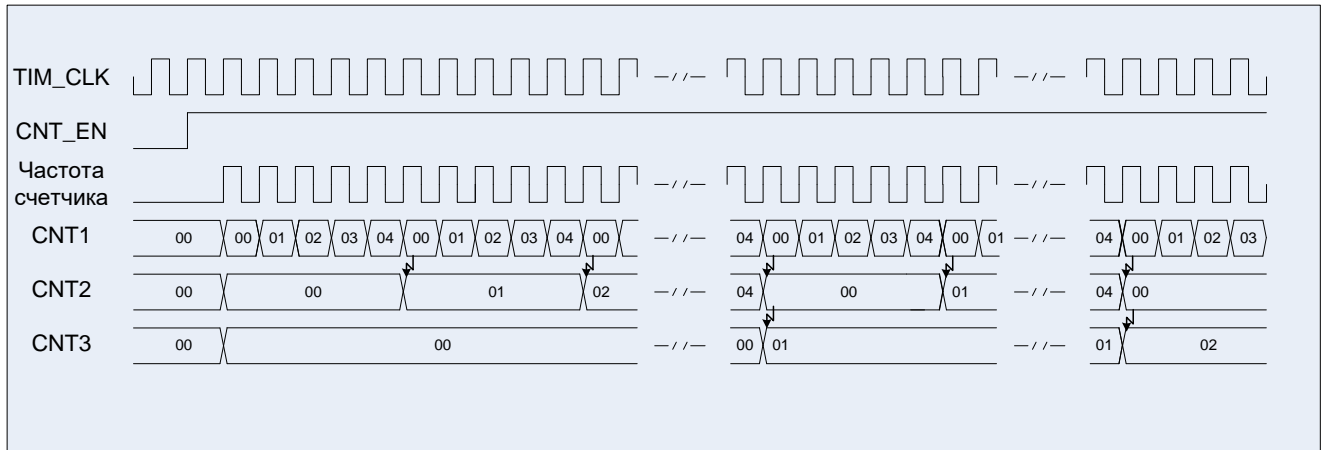 TIM_CLK
CNT_EN
Частота
счетчика
CNT1 00 00 01 02 03 04 00 01 02 03 04 00 04 00 01 02 03 04 00 01 04 00 01 02 03
CNT2 00 00 01 02 04 00 01 04 00
CNT3 00 00 00 01 01 02